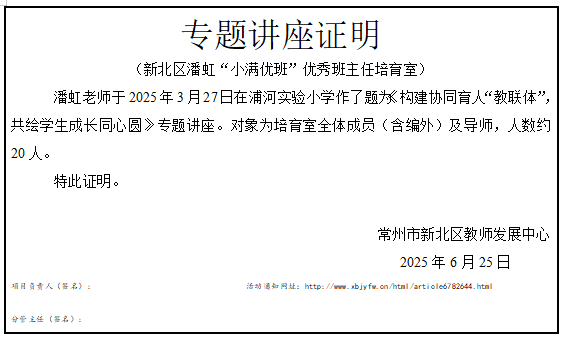 专题讲座证明
（新北区潘虹“小满优班”优秀班主任培育室）
潘虹老师于 2025 年 3 月 27 日在浦河实验小学作了题为《构建协同育人“教联体”，
共绘学生成长同心圆》专题讲座。对象为培育室全体成员（含编外）及导师，人数约
20 人。
特此证明。
常州市新北区教师发展中心
2025 年 6 月 25 日
项目负责人（签名）： 活动通知网址：http://www.xbjyfw.cn/html/article6782644.html
分管主任（签名）：